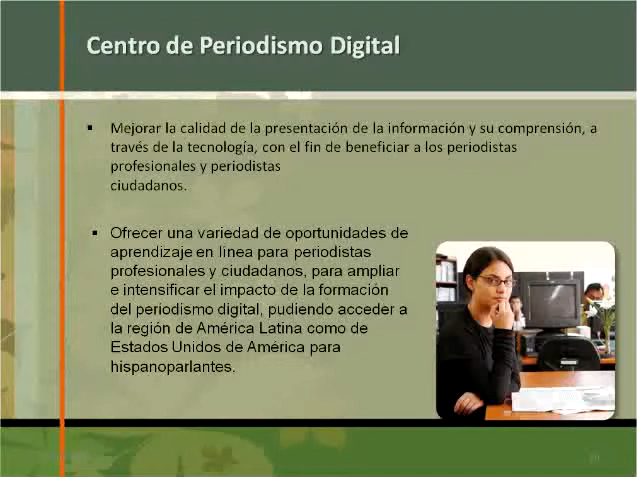 Centro de Periodismo Digital
▪ Mejorar la calidad de la presentación de la información y su comprensión, a
través de la tecnología, con el fin de beneficiar a los periodistas
profesionales y periodistas
ciudadanos.
▪ Ofrecer una variedad de oportunidades de
aprendizaje en linea para periodistas
profesionales y ciudadanos, para ampliar
e intensificar el impacto de la formación
del periodismo digital, pudiendo acceder a
la región de América Latina como de
Estados Unidos de América para
hispanoparlantes.